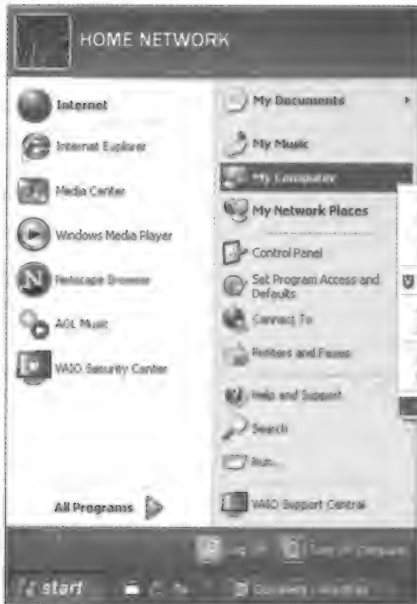 HOME NETWORK
Internet
Internet Explorer
Media Center
Windows Media Player
Netscape Browser
AOL Music
VAIO Security Center
All Programs
My Documents
My Music
My Computer
My Network Places
Control Panel
Set Program Access and
Defaults
Connect To
Printers and Faxes
Help and Support
Search
Run...
VAIO Support Central
Log Off
Turn Off Computer
start